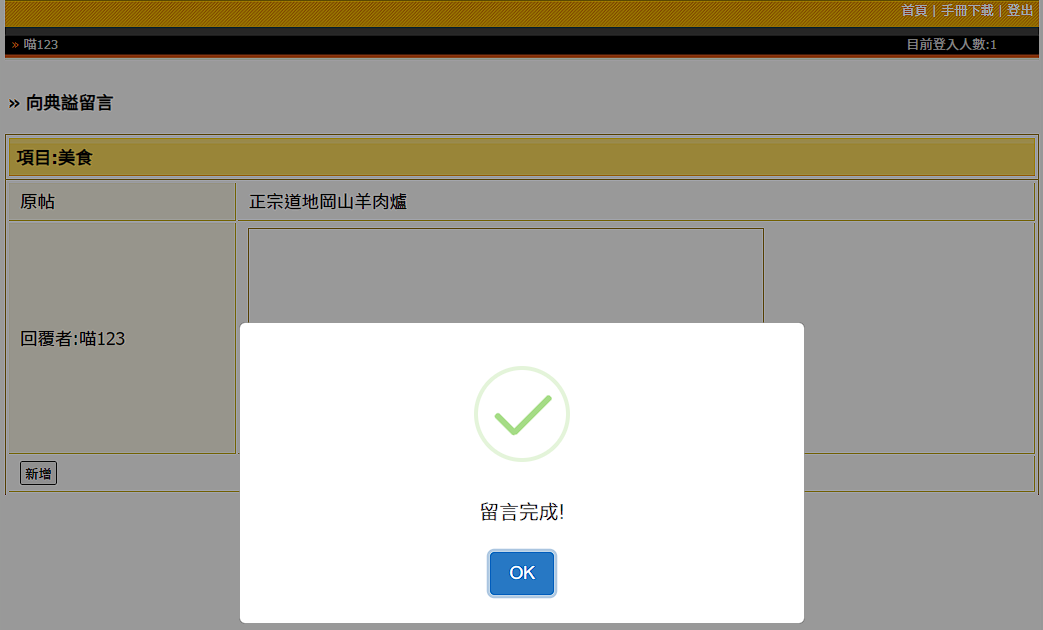 首頁 | 手冊下載 | 登出
» 喵123 目前登入人數:1
» 向典謚留言
項目:美食
原帖 正宗道地岡山羊肉爐
回覆者:喵123
新增
留言完成!
OK